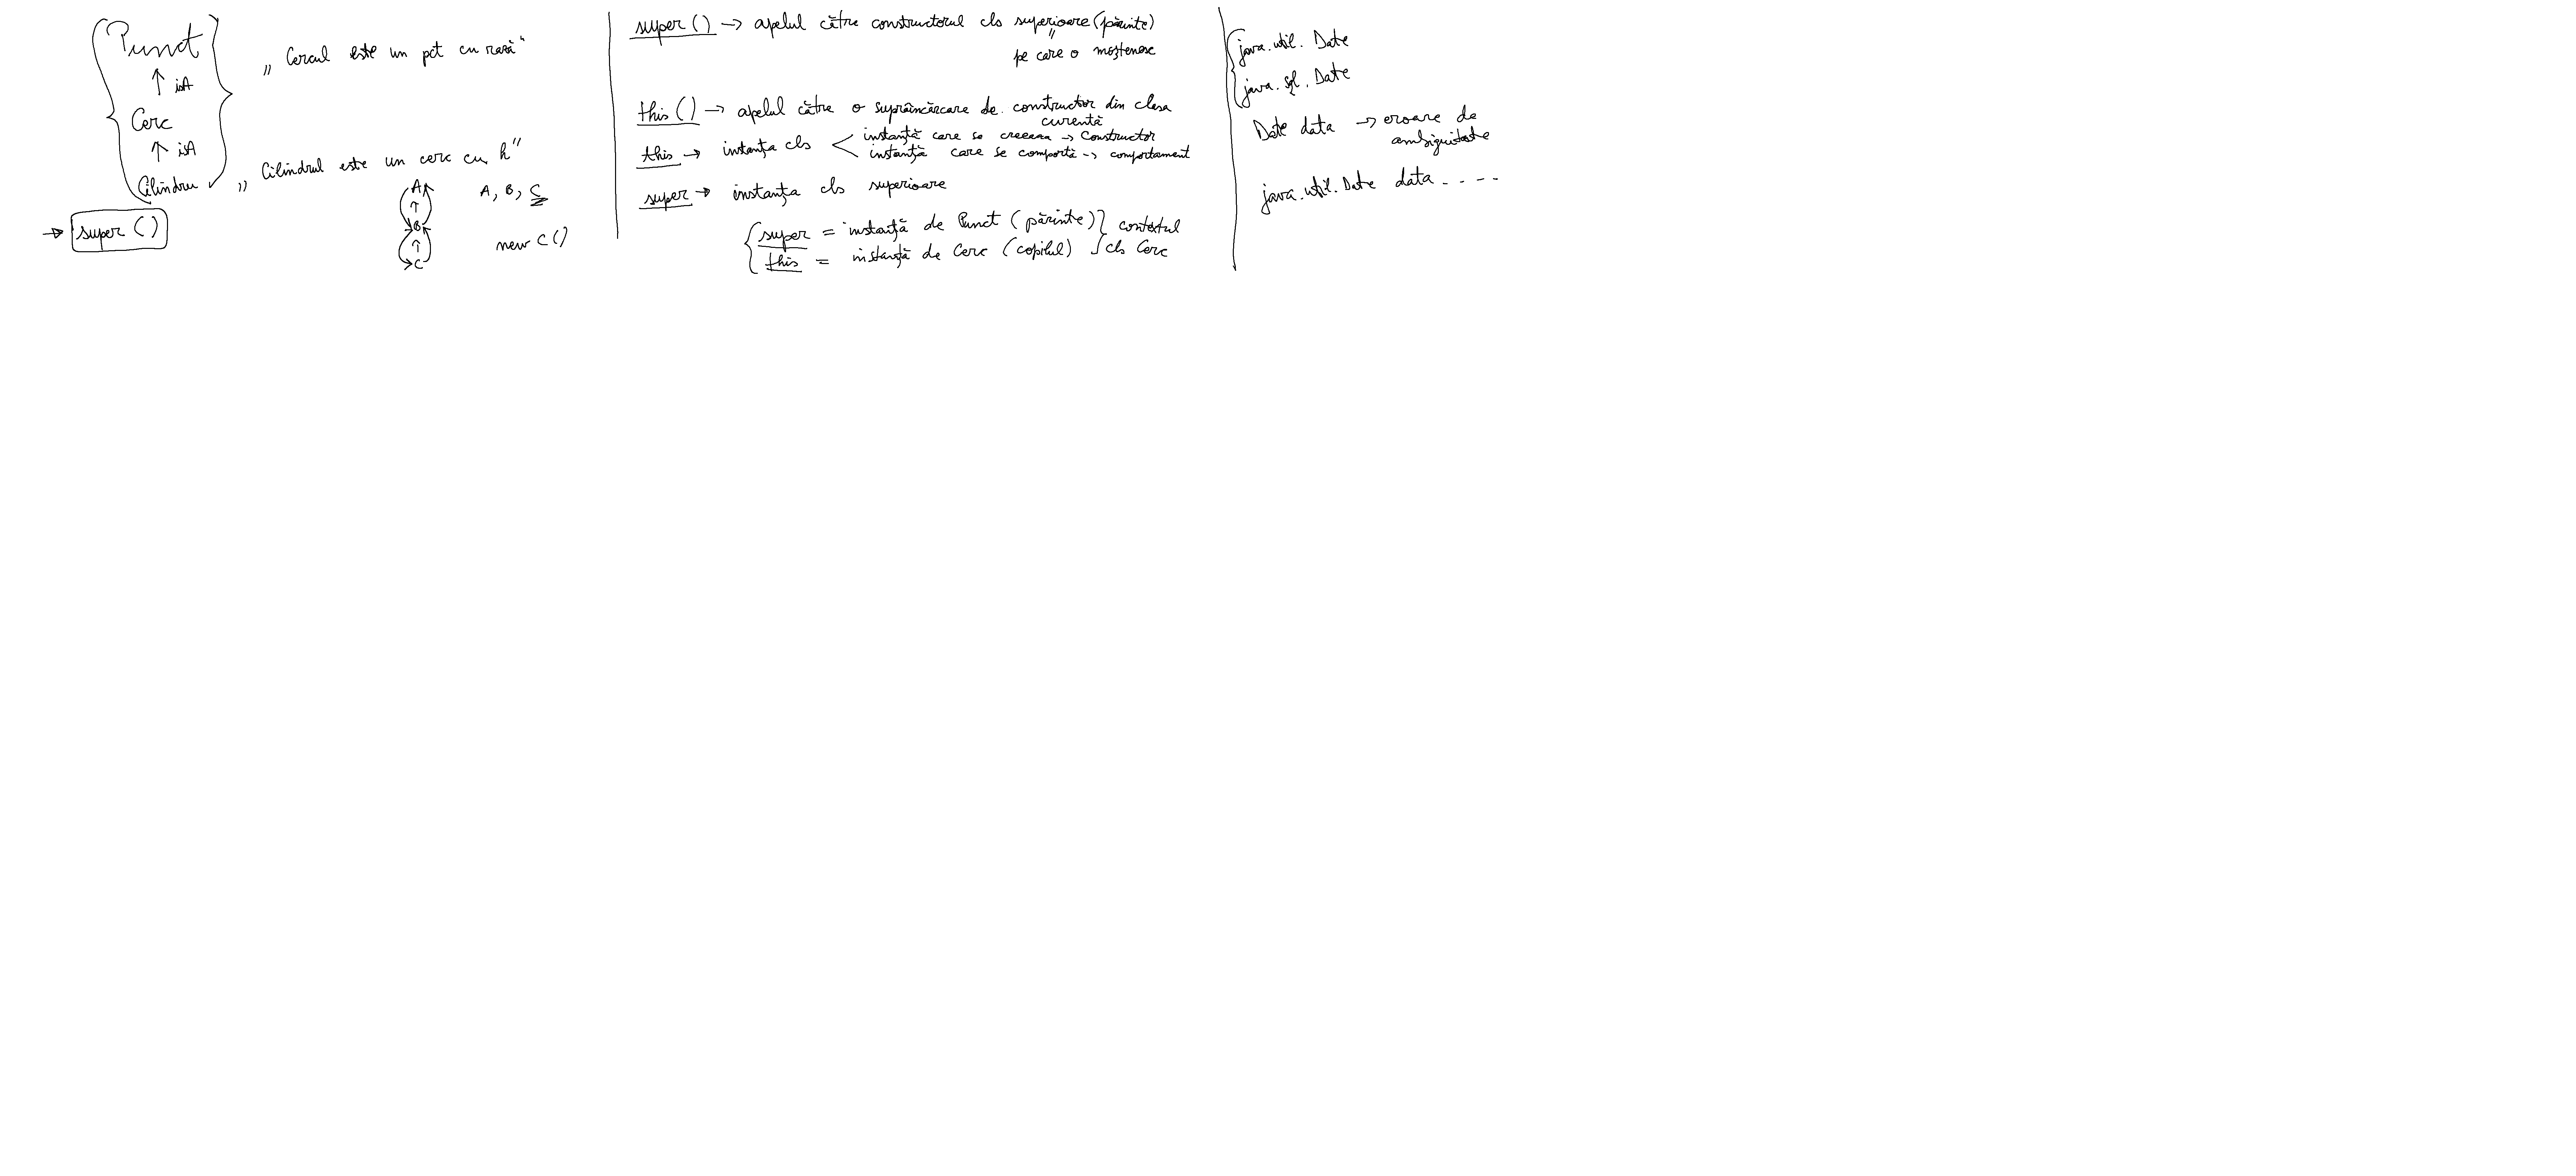 Punct
↑ isA
„ Cercul este un pct cu rază“
Cerc
↑ isA
Cilindru
„ Cilindrul este un cerc cu h”
→ super ()
A
↑
B
↑
C
A, B, C
new C ()
super () → apelul către constructorul cls superioare (părinte)
pe care o moștenesc
this () → apelul către o supraîncărcare de constructor din clasa
curentă
this → instanța cls
instanță care se creeaza → constructor
instanță care se comportă → comportament
super → instanța cls superioare
super = instanță de Punct (părinte)
this = instanță de Cerc (copilul)
contextul
cls Cerc
java.util. Date
java. sql. Date
Date data → eroare de
ambiguitate
java.util. Date data - - - -